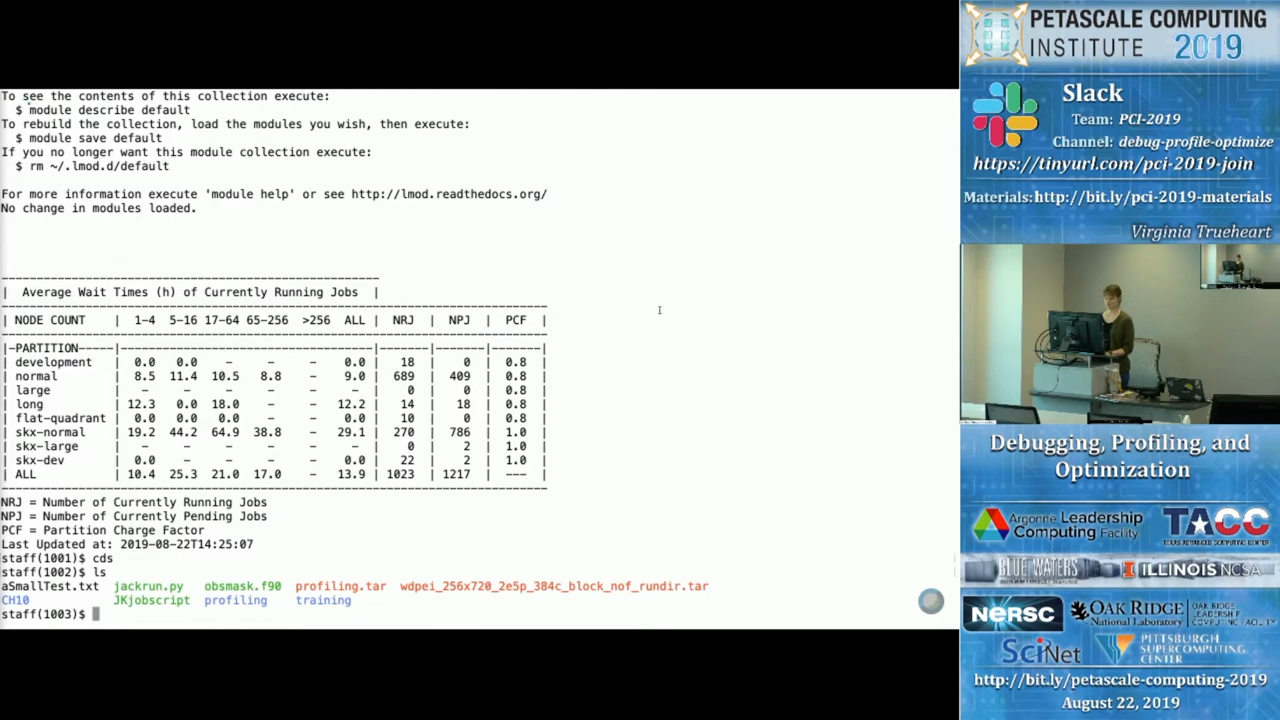 To see the contents of this collection execute:
$ module describe default
To rebuild the collection, load the modules you wish, then execute:
$ module save default
If you no longer want this module collection execute:
$ rm ~/.lmod.d/default
For more information execute 'module help' or see http://lmod.readthedocs.org/
No change in modules loaded.
| Average Wait Times (h) of Currently Running Jobs |
| NODE COUNT | 1-4 5-16 17-64 65-256 >256 ALL | NRJ | NPJ | PCF |
|-PARTITION-----|-----------------------------------|-------|-------|-------|
| development | 0.0 0.0 - - - 0.0 | 18 | 0 | 0.8 |
| normal | 8.5 11.4 10.5 8.8 - 9.0 | 689 | 409 | 0.8 |
| large | - - - - - - | 0 | 0 | 0.8 |
| long | 12.3 0.0 18.0 - - 12.2 | 14 | 18 | 0.8 |
| flat-quadrant | 0.0 0.0 0.0 - - 0.0 | 10 | 0 | 0.8 |
| skx-normal | 19.2 44.2 64.9 38.8 - 29.1 | 270 | 786 | 1.0 |
| skx-large | - - - - - - | 0 | 2 | 1.0 |
| skx-dev | 0.0 - - - - 0.0 | 22 | 2 | 1.0 |
| ALL | 10.4 25.3 21.0 17.0 - 13.9 | 1023 | 1217 | --- |
NRJ = Number of Currently Running Jobs
NPJ = Number of Currently Pending Jobs
PCF = Partition Charge Factor
Last Updated at: 2019-08-22T14:25:07
staff(1001)$ cds
staff(1002)$ ls
aSmallTest.txt jackrun.py obsmask.f90 profiling.tar wdpei_256x720_2e5p_384c_block_nof_rundir.tar
CH10 JKjobscript profiling training
staff(1003)$
PETASCALE COMPUTING
INSTITUTE 2019
Slack
Team: PCI-2019
Channel: debug-profile-optimize
https://tinyurl.com/pci-2019-join
Materials:http://bit.ly/pci-2019-materials
Virginia Trueheart
Debugging, Profiling, and
Optimization
Argonne Leadership
Computing Facility
TACC
TEXAS ADVANCED COMPUTING CENTER
BLUE WATERS
I ILLINOIS NCSA
NERSC
OAK RIDGE
National Laboratory
OAK RIDGE
LEADERSHIP
COMPUTING FACILITY
SciNet
PITTSBURGH
SUPERCOMPUTING
CENTER
http://bit.ly/petascale-computing-2019
August 22, 2019